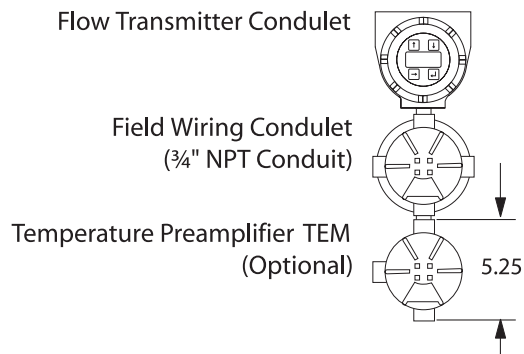 Flow Transmitter Condulet
Field Wiring Condulet
(¾" NPT Conduit)
Temperature Preamplifier TEM
(Optional)
5.25